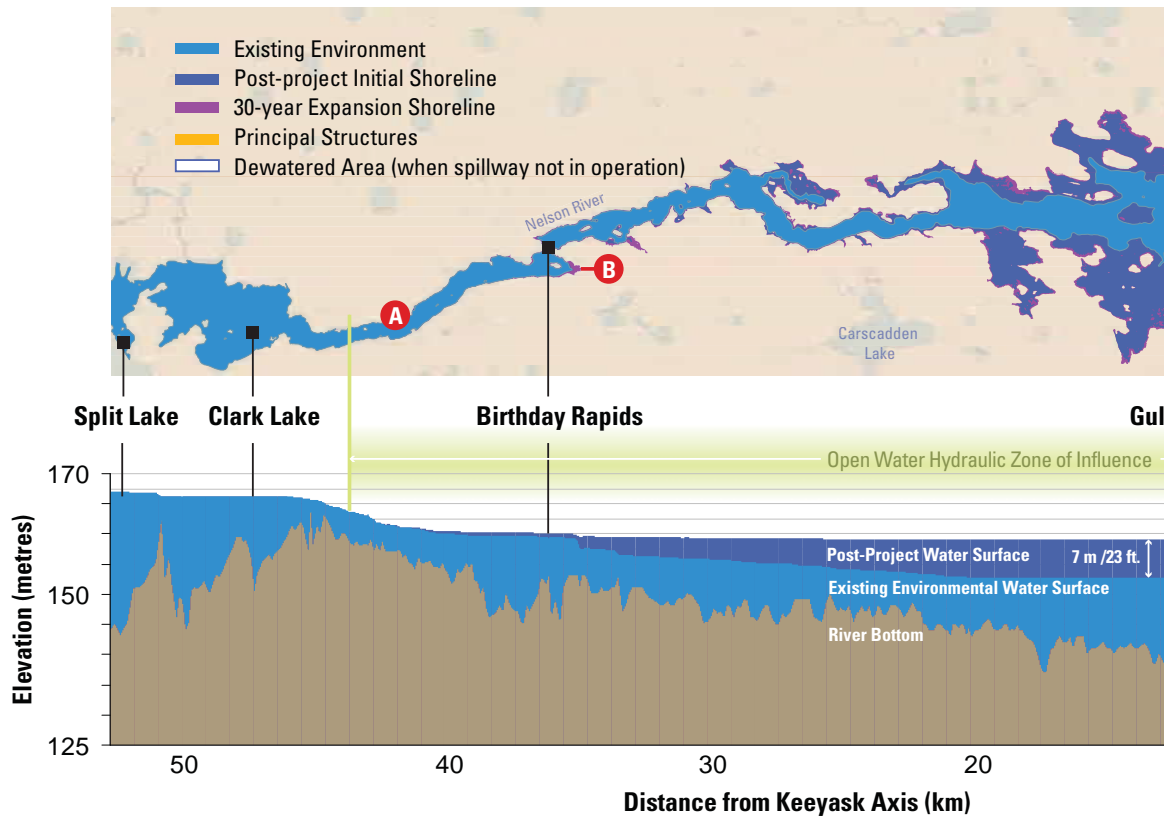 Existing Environment
Post-project Initial Shoreline
30-year Expansion Shoreline
Principal Structures
Dewatered Area (when spillway not in operation)
Nelson River
B
A
Carscadden
Lake
Split Lake
Clark Lake
Birthday Rapids
Gul
Open Water Hydraulic Zone of Influence
170
150
125
Elevation (metres)
Post-Project Water Surface
7 m /23 ft.
Existing Environmental Water Surface
River Bottom
50
40
30
20
Distance from Keeyask Axis (km)